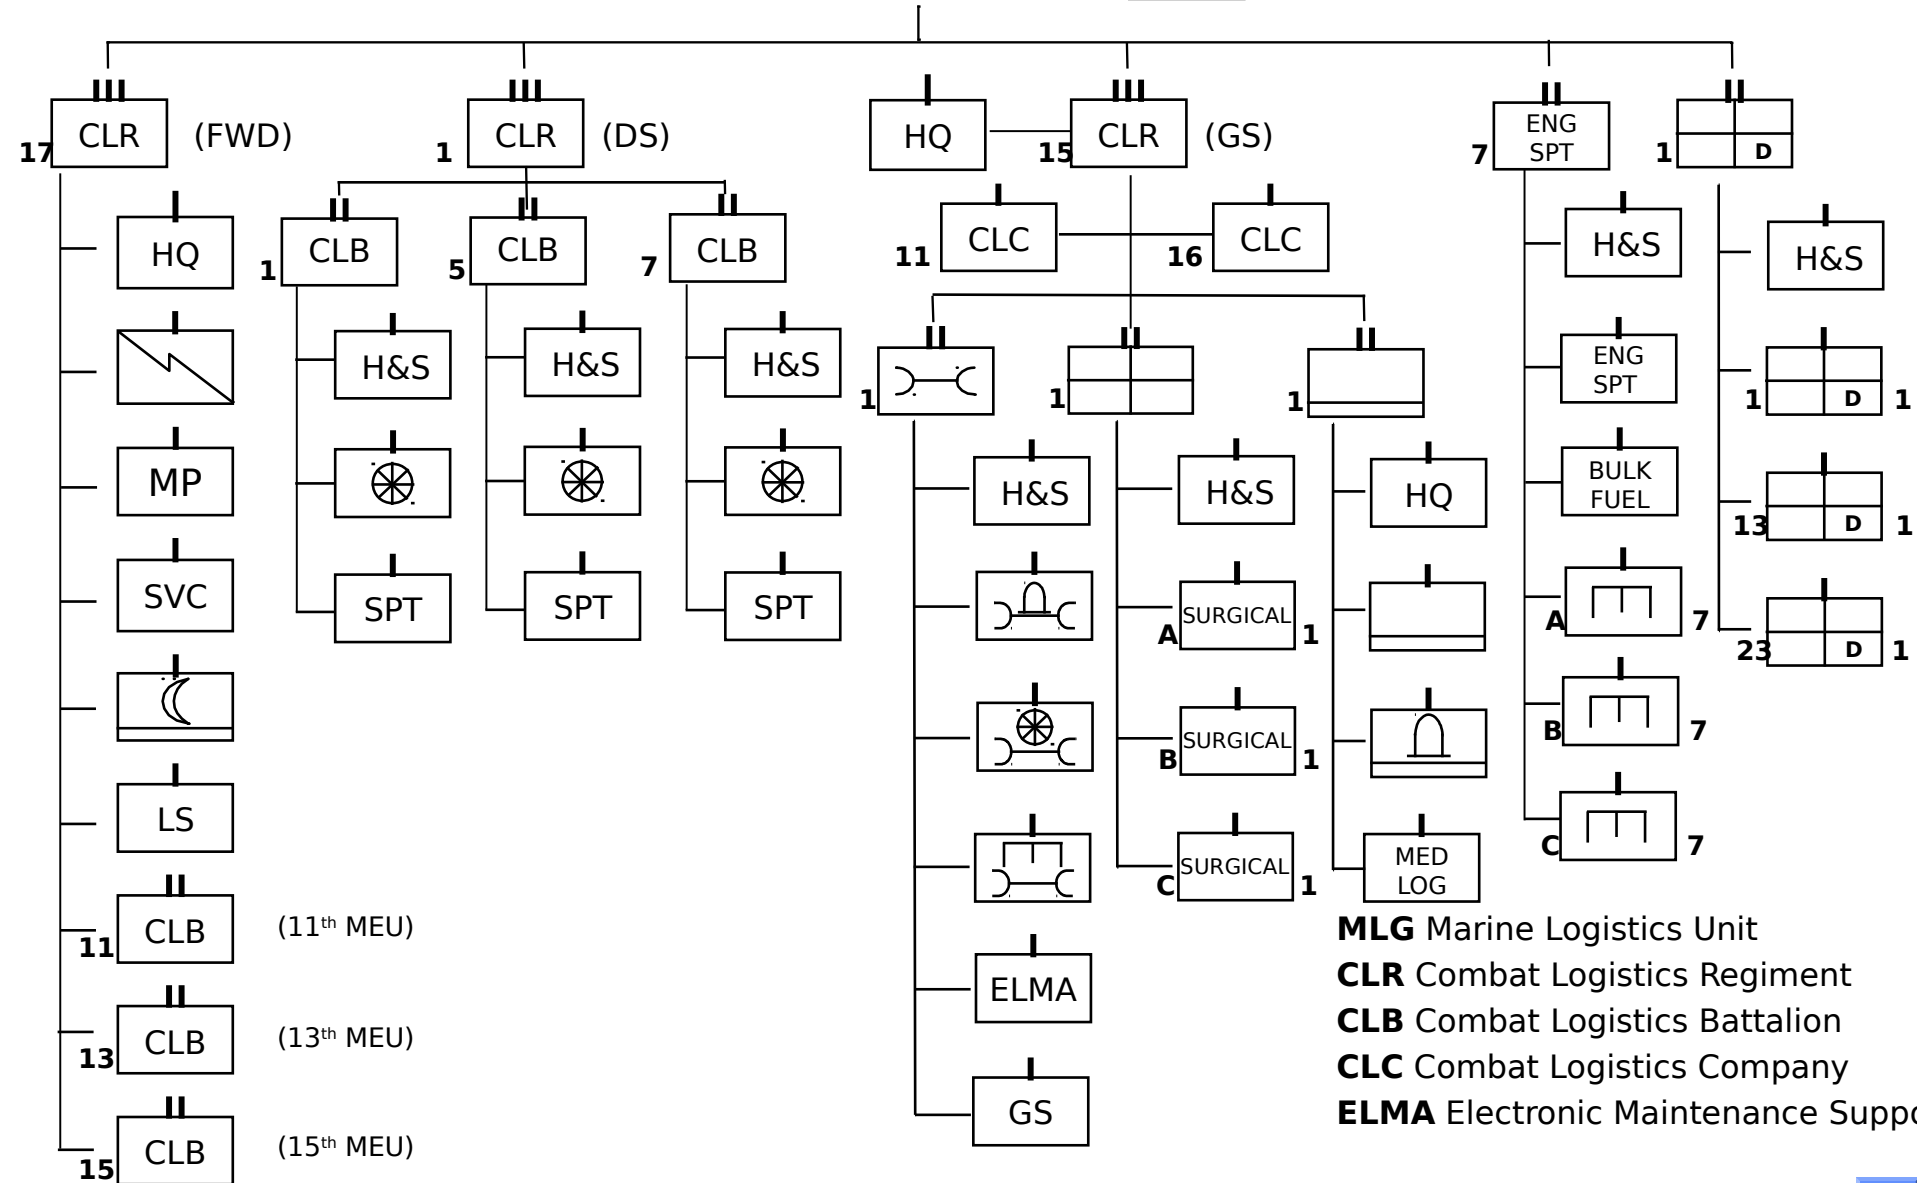 17 CLR (FWD)
HQ
MP
SVC
LS
11 CLB (11th MEU)
13 CLB (13th MEU)
15 CLB (15th MEU)
1 CLR (DS)
1 CLB
H&S
SPT
5 CLB
H&S
SPT
7 CLB
H&S
SPT
HQ
15 CLR (GS)
11 CLC
16 CLC
1
H&S
ELMA
GS
1
H&S
A SURGICAL 1
B SURGICAL 1
C SURGICAL 1
1
HQ
MED
LOG
7 ENG
SPT
H&S
ENG
SPT
BULK
FUEL
A 7
B 7
C 7
1 D
H&S
1 D 1
13 D 1
23 D 1
MLG Marine Logistics Unit
CLR Combat Logistics Regiment
CLB Combat Logistics Battalion
CLC Combat Logistics Company
ELMA Electronic Maintenance